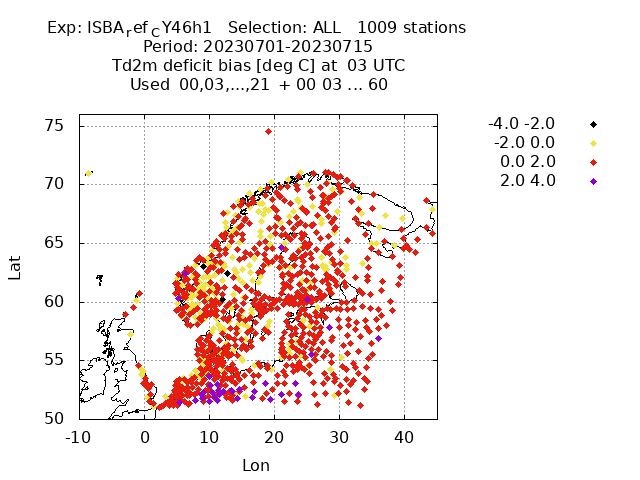 Exp: ISBA_ref_CY46h1 Selection: ALL 1009 stations
Period: 20230701-20230715
Td2m deficit bias [deg C] at 03 UTC
Used 00,03,...,21 + 00 03 ... 60
-4.0 -2.0
-2.0 0.0
0.0 2.0
2.0 4.0
75
70
65
60
55
50
Lat
-10 0 10 20 30 40
Lon